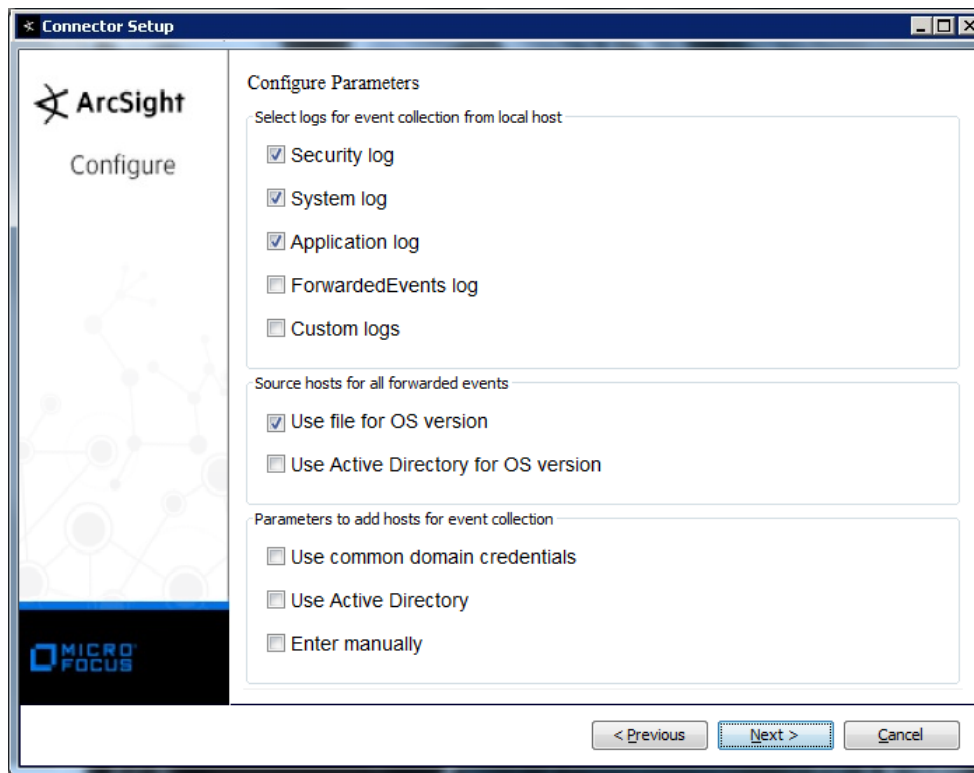 Connector Setup
ArcSight
Configure
Configure Parameters
Select logs for event collection from local host
Security log
System log
Application log
ForwardedEvents log
Custom logs
Source hosts for all forwarded events
Use file for OS version
Use Active Directory for OS version
Parameters to add hosts for event collection
Use common domain credentials
Use Active Directory
Enter manually
MICRO
FOCUS
< Previous
Next >
Cancel